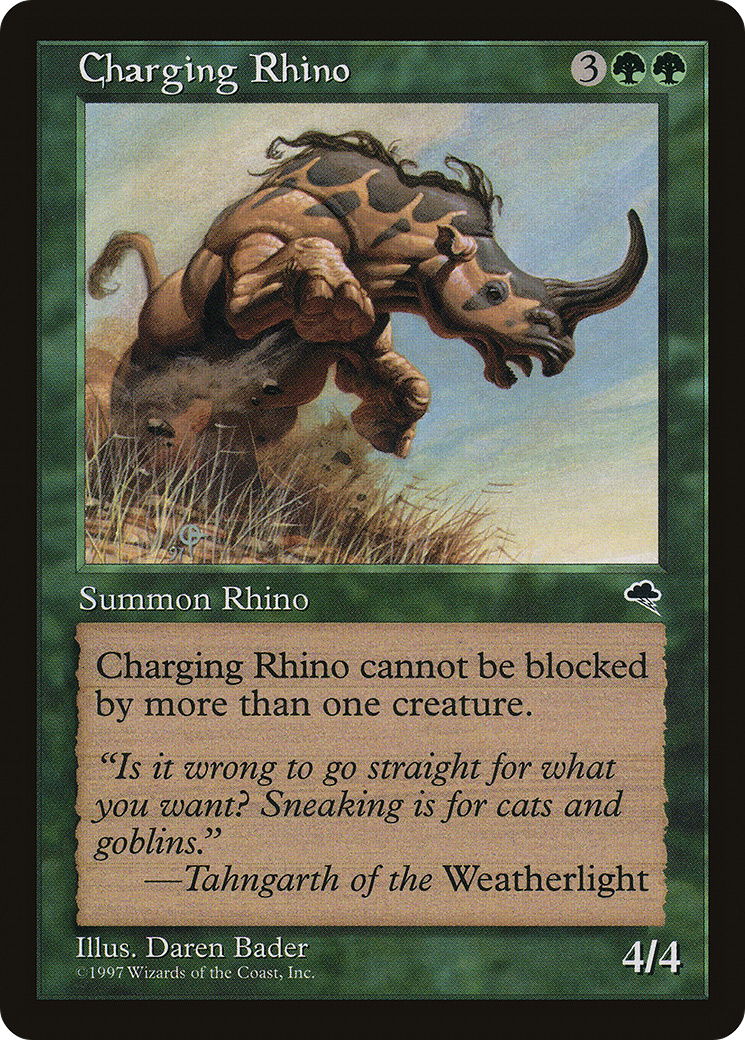 Charging Rhino 3
Summon Rhino
Charging Rhino cannot be blocked
by more than one creature.
“Is it wrong to go straight for what
you want? Sneaking is for cats and
goblins.”
—Tahngarth of the Weatherlight
Illus. Daren Bader
©1997 Wizards of the Coast, Inc.
4/4